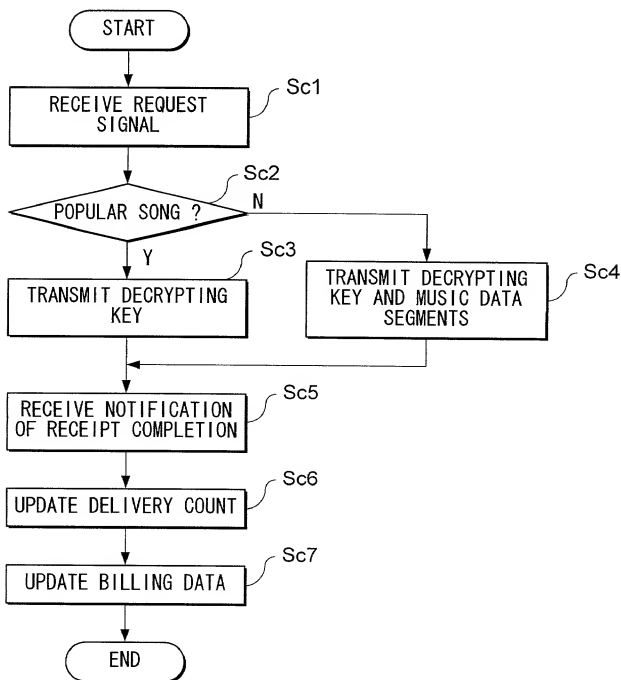 START
Sc1
RECEIVE REQUEST
SIGNAL
Sc2
POPULAR SONG ?
N
Y
Sc3
TRANSMIT DECRYPTING
KEY
TRANSMIT DECRYPTING
KEY AND MUSIC DATA
SEGMENTS
Sc4
Sc5
RECEIVE NOTIFICATION
OF RECEIPT COMPLETION
Sc6
UPDATE DELIVERY COUNT
Sc7
UPDATE BILLING DATA
END